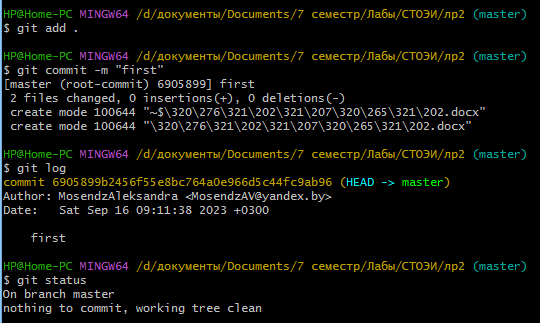 HP@Home-PC MINGW64 /d/документы/Documents/7 семестр/Лабы/СТОЭИ/лр2 (master)
$ git add .
HP@Home-PC MINGW64 /d/документы/Documents/7 семестр/Лабы/СТОЭИ/лр2 (master)
$ git commit -m "first"
[master (root-commit) 6905899] first
2 files changed, 0 insertions(+), 0 deletions(-)
create mode 100644 "~$\320\276\321\202\321\207\320\265\321\202.docx"
create mode 100644 "\320\276\321\202\321\207\320\265\321\202.docx"
HP@Home-PC MINGW64 /d/документы/Documents/7 семестр/Лабы/СТОЭИ/лр2 (master)
$ git log
commit 6905899b2456f55e8bc764a0e966d5c44fc9ab96 (HEAD -> master)
Author: MosendzAleksandra <MosendzAV@yandex.by>
Date:   Sat Sep 16 09:11:38 2023 +0300
first
HP@Home-PC MINGW64 /d/документы/Documents/7 семестр/Лабы/СТОЭИ/лр2 (master)
$ git status
On branch master
nothing to commit, working tree clean